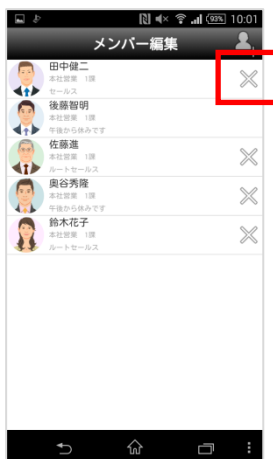 93% 10:01
メンバー編集
田中健二
本社営業 1課
セールス
後藤智明
本社営業 1課
午後から休みです
佐藤進
本社営業 1課
ルートセールス
奥谷秀隆
本社営業 1課
午後から休みです
鈴木花子
本社営業 1課
ルートセールス